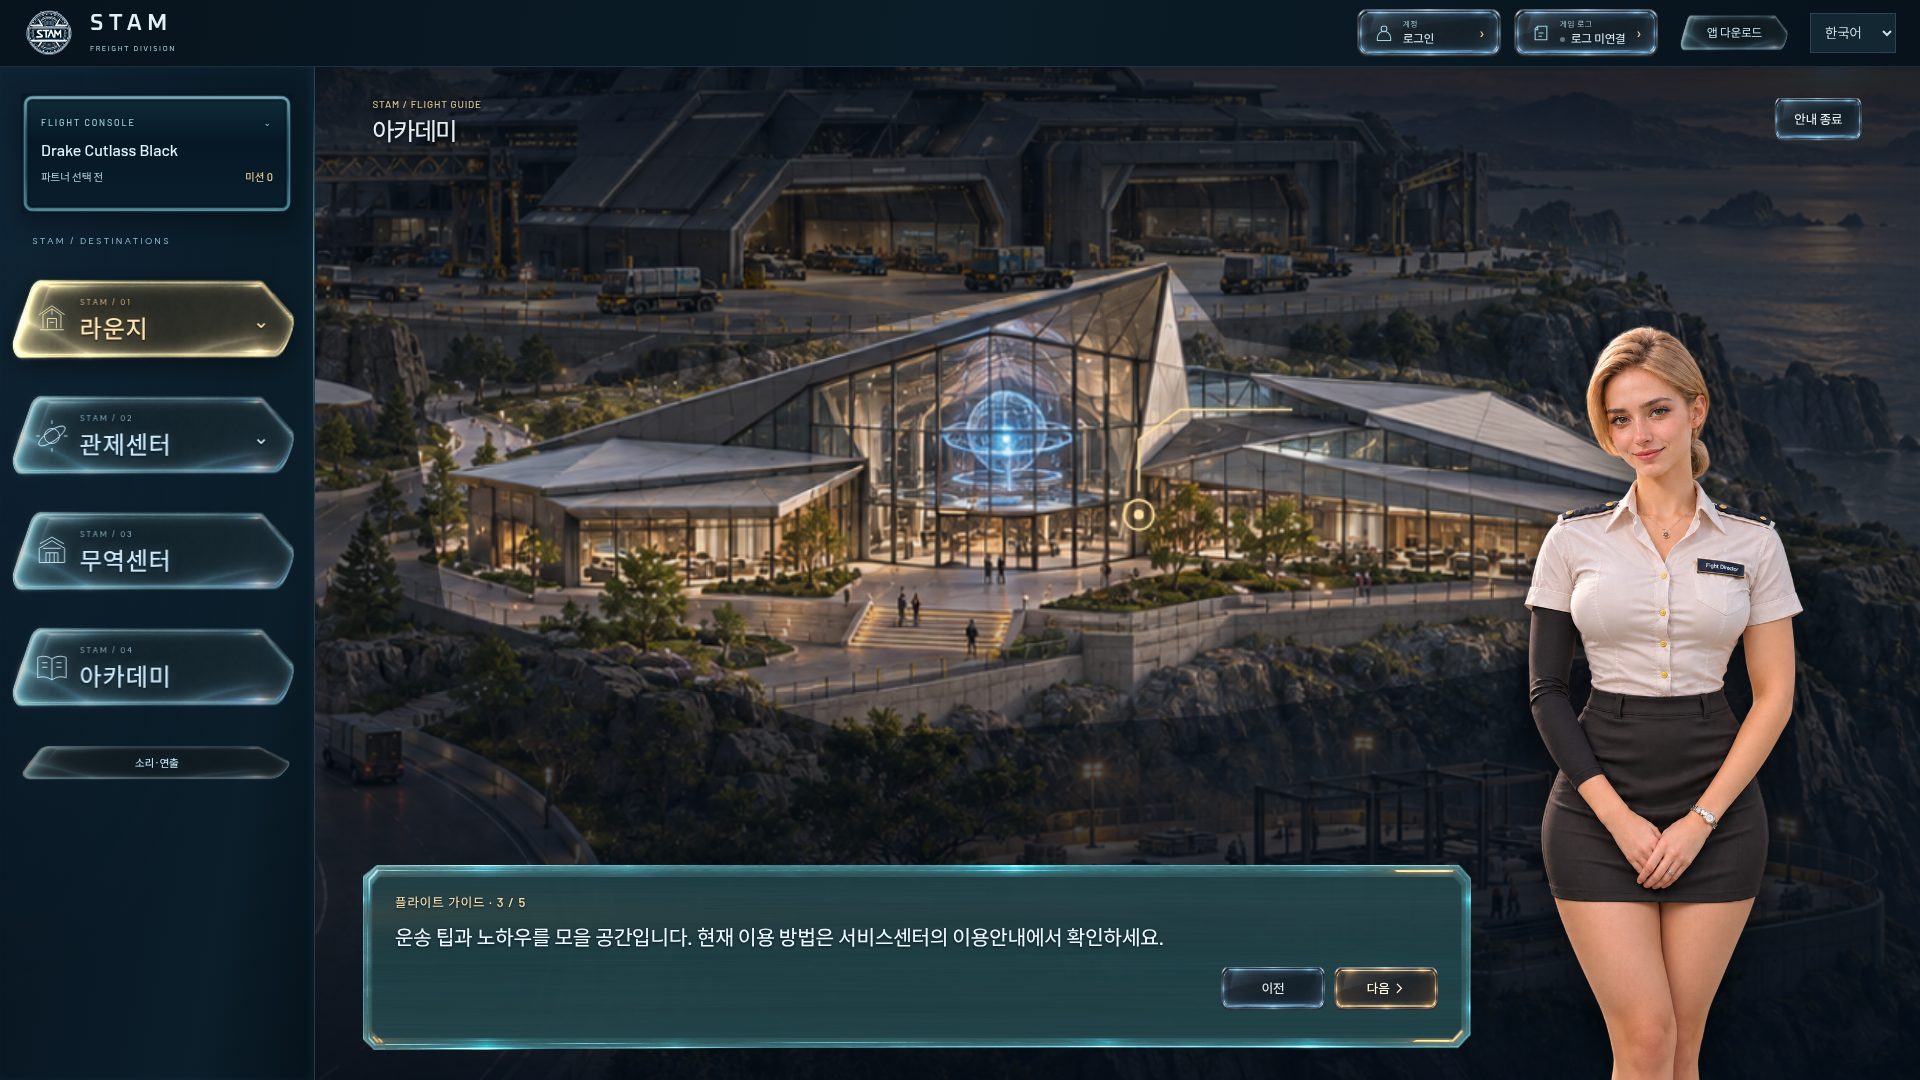 STAM
STAM
FREIGHT DIVISION
계정
로그인
게임 로그
로그 미연결
앱 다운로드
한국어
FLIGHT CONSOLE
Drake Cutlass Black
파트너 선택 전
미션 0
STAM / DESTINATIONS
STAM / 01
라운지
STAM / 02
관제센터
STAM / 03
무역센터
STAM / 04
아카데미
소리·연출
STAM / FLIGHT GUIDE
아카데미
안내 종료
Fight Director
플라이트 가이드 · 3 / 5
운송 팁과 노하우를 모을 공간입니다. 현재 이용 방법은 서비스센터의 이용안내에서 확인하세요.
이전
다음